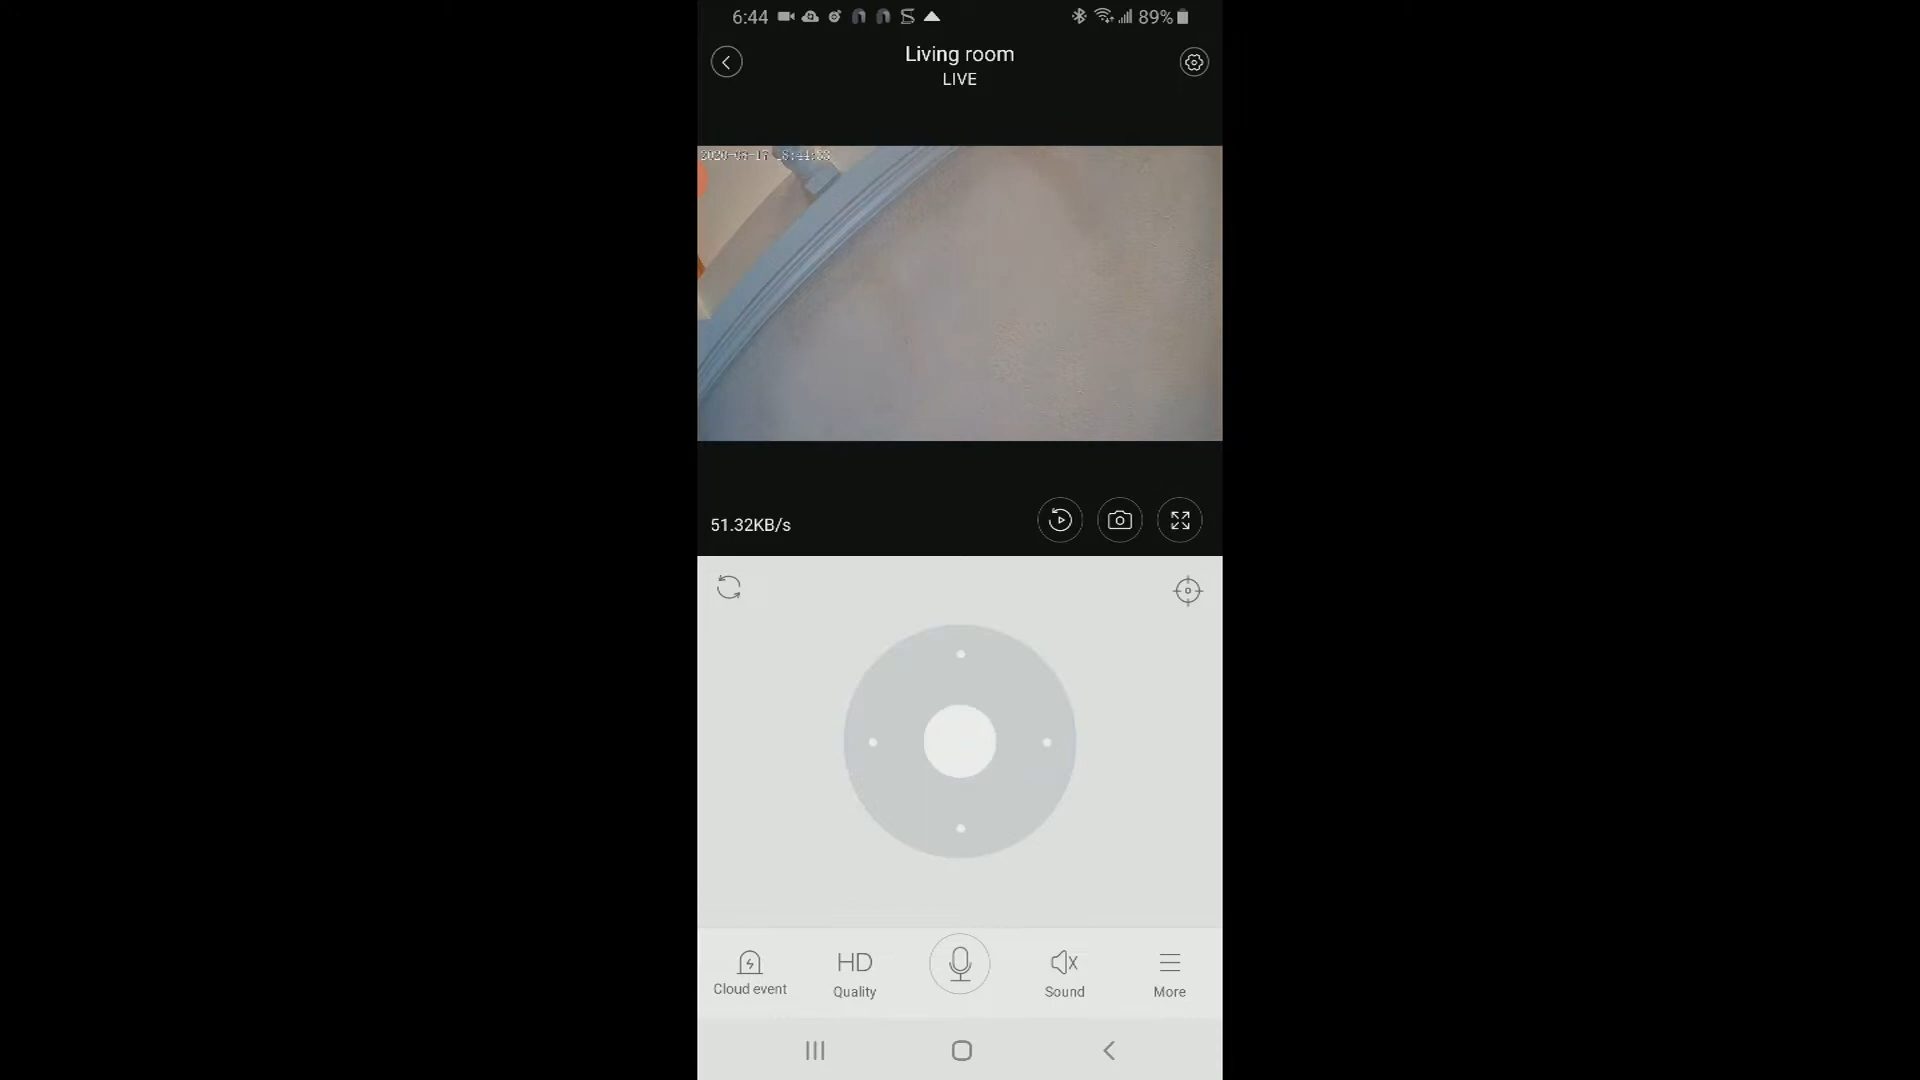 6:44
89%
Living room
LIVE
51.32KB/s
Cloud event
HD
Quality
Sound
More